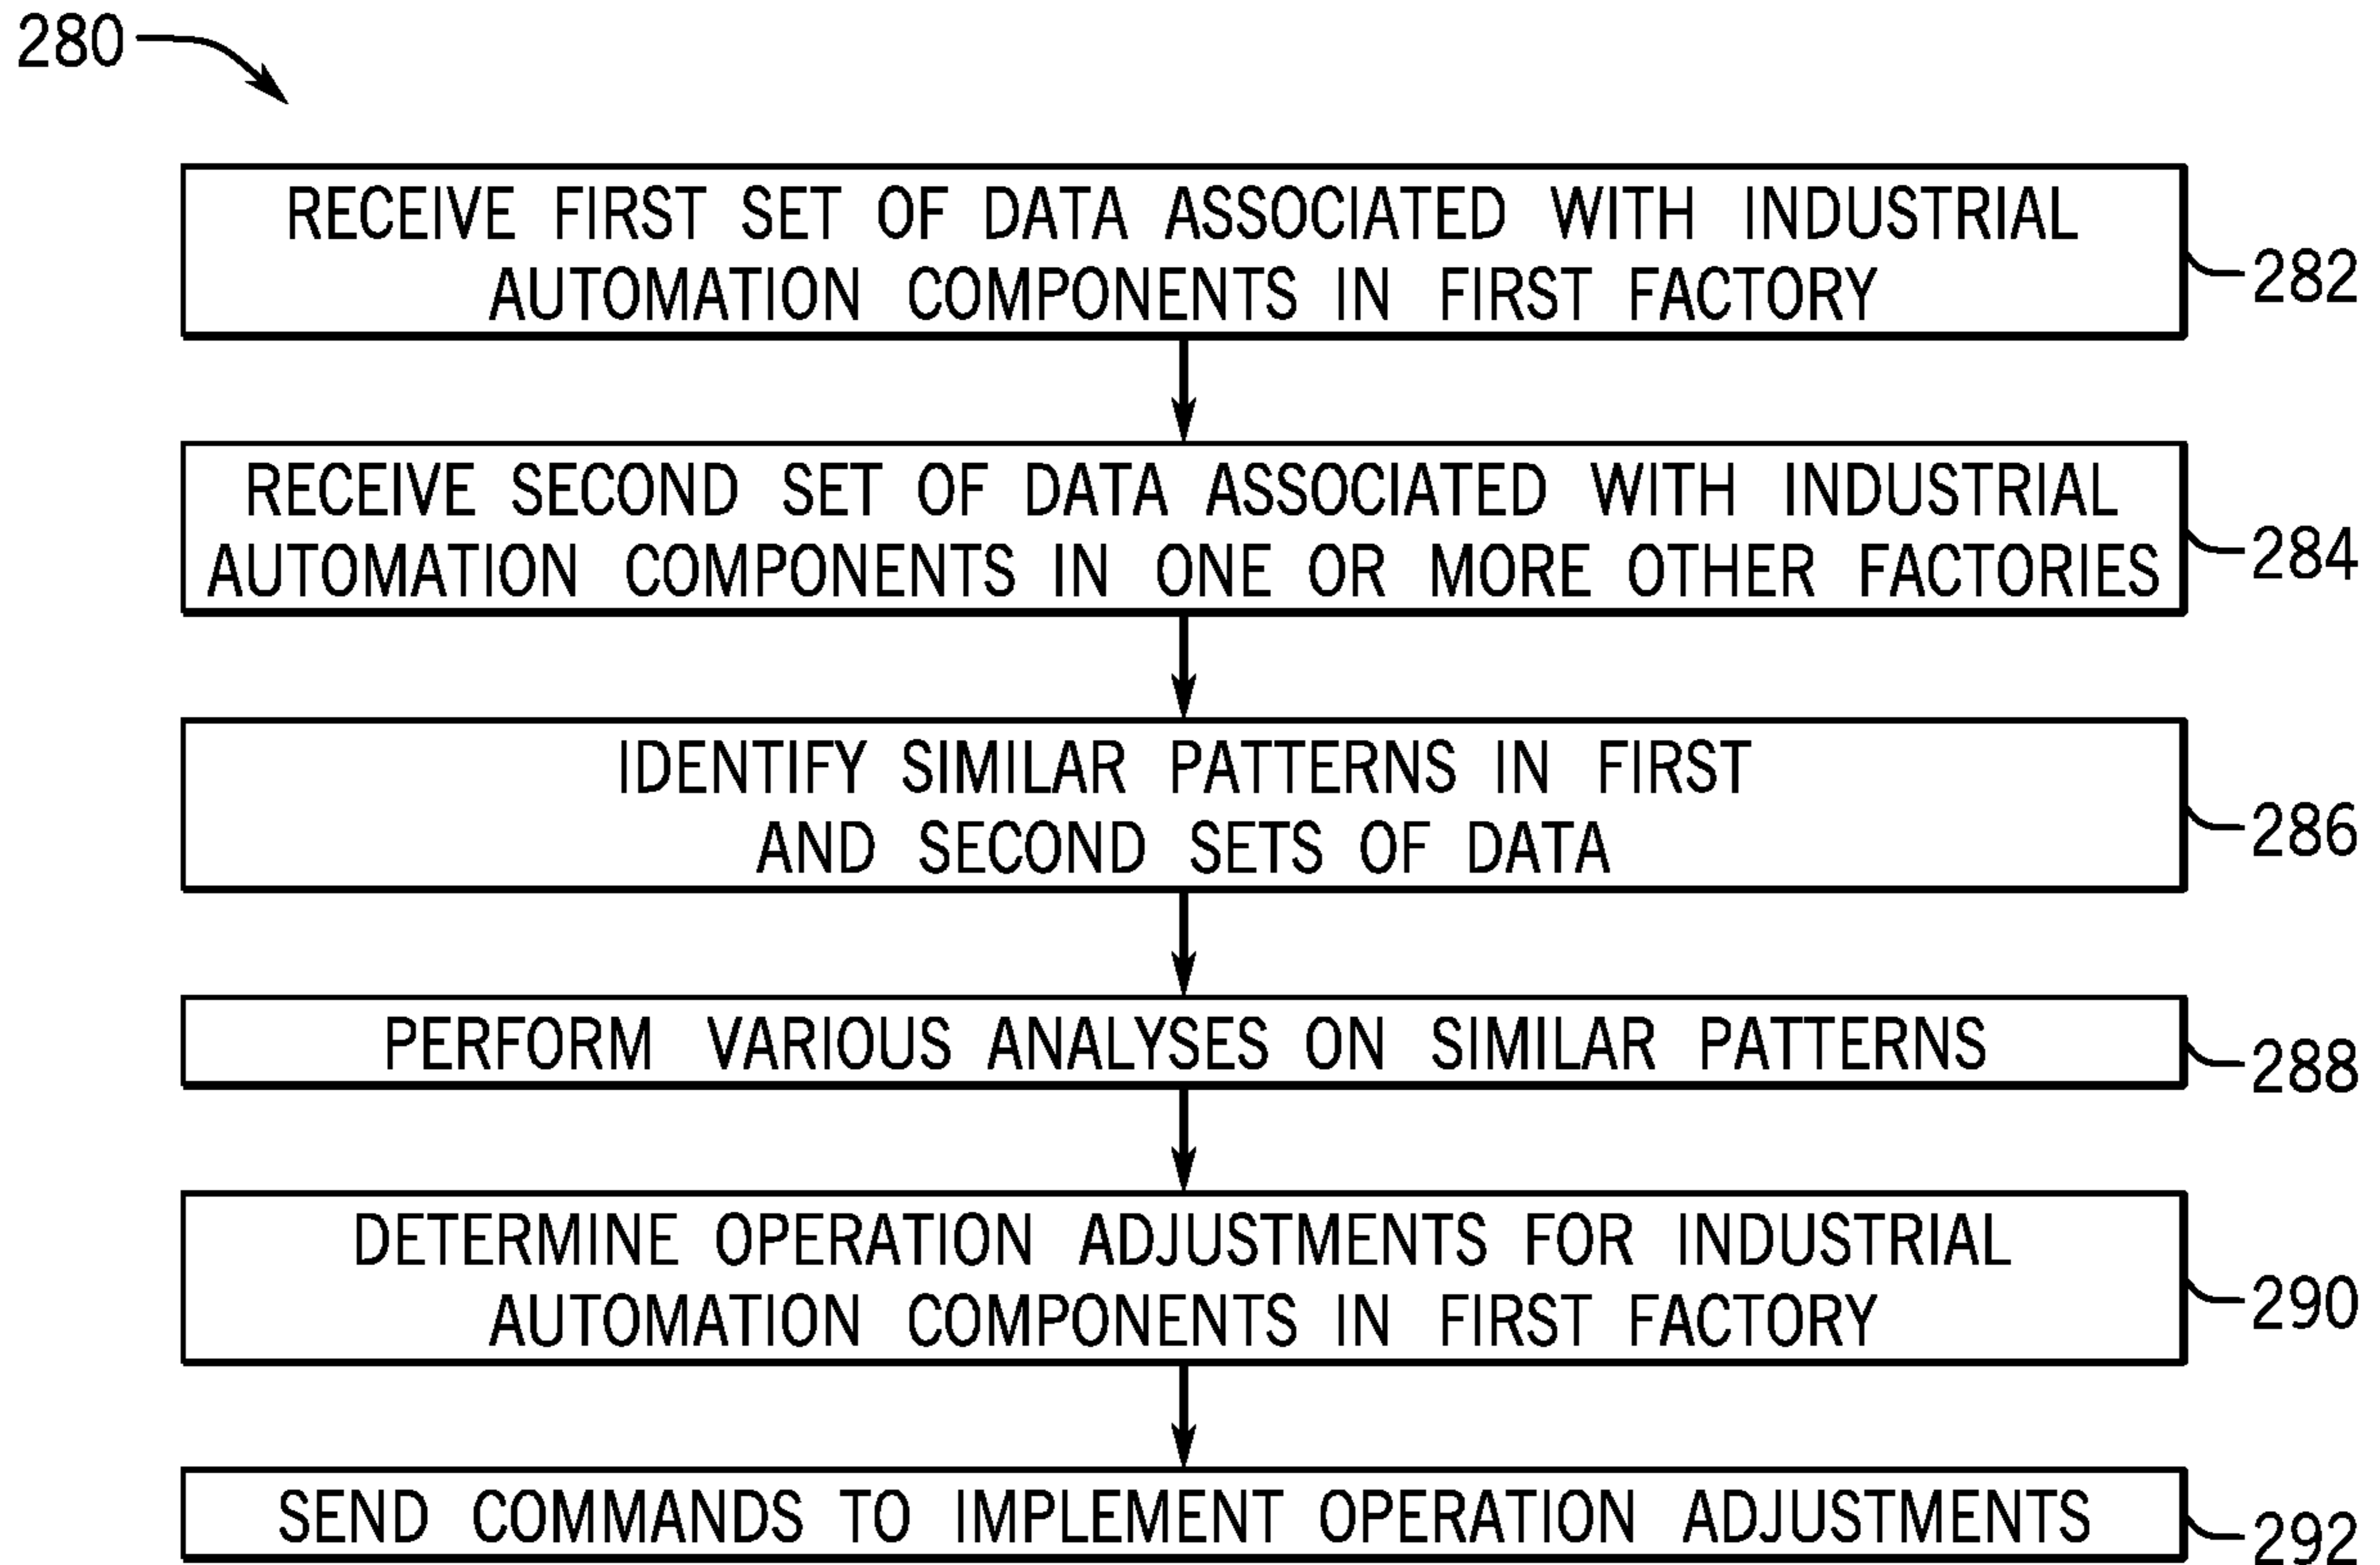 280
RECEIVE FIRST SET OF DATA ASSOCIATED WITH INDUSTRIAL
AUTOMATION COMPONENTS IN FIRST FACTORY
282
RECEIVE SECOND SET OF DATA ASSOCIATED WITH INDUSTRIAL
AUTOMATION COMPONENTS IN ONE OR MORE OTHER FACTORIES
284
IDENTIFY SIMILAR PATTERNS IN FIRST
AND SECOND SETS OF DATA
286
PERFORM VARIOUS ANALYSES ON SIMILAR PATTERNS
288
DETERMINE OPERATION ADJUSTMENTS FOR INDUSTRIAL
AUTOMATION COMPONENTS IN FIRST FACTORY
290
SEND COMMANDS TO IMPLEMENT OPERATION ADJUSTMENTS
292